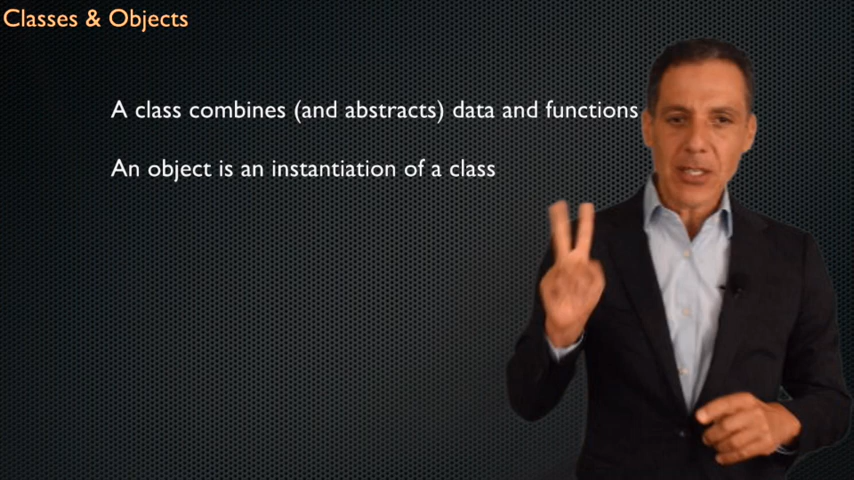 Classes & Objects
A class combines (and abstracts) data and functions
An object is an instantiation of a class